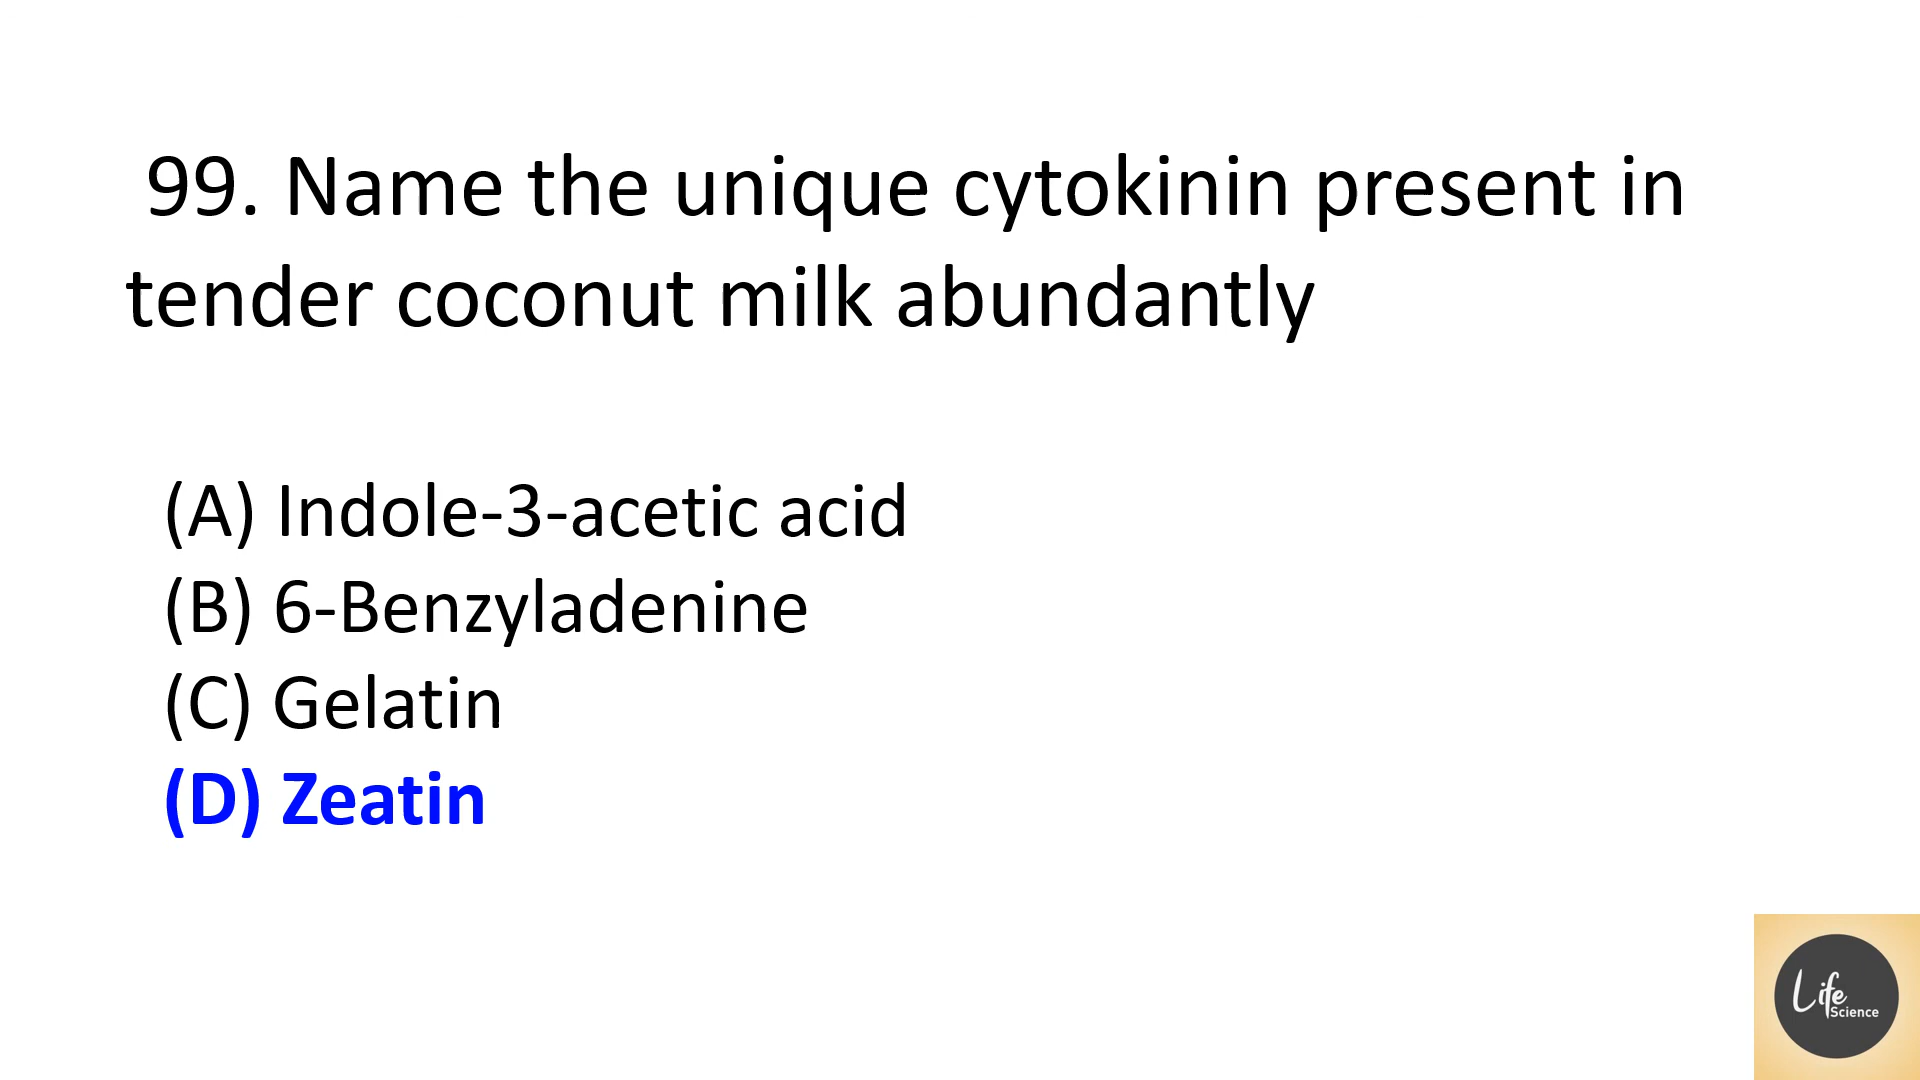 99. Name the unique cytokinin present in
tender coconut milk abundantly
(A) Indole-3-acetic acid
(B) 6-Benzyladenine
(C) Gelatin
(D) Zeatin
Life
Science